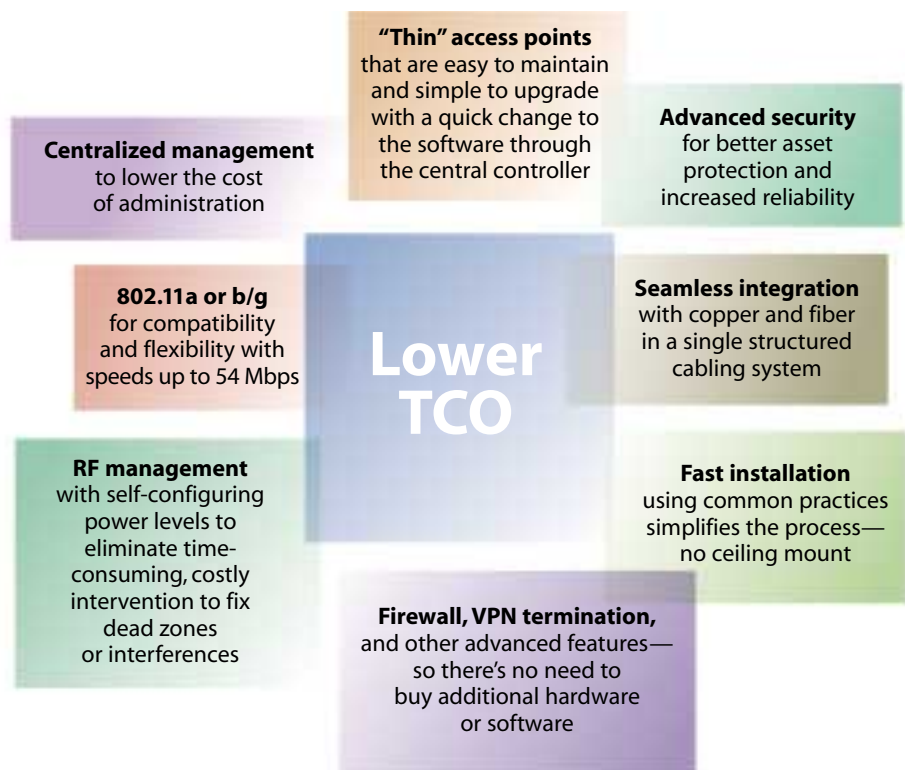 “Thin” access points
that are easy to maintain
and simple to upgrade
with a quick change to
the software through
the central controller
Centralized management
to lower the cost
of administration
Advanced security
for better asset
protection and
increased reliability
802.11a or b/g
for compatibility
and flexibility with
speeds up to 54 Mbps
Lower
TCO
Seamless integration
with copper and fiber
in a single structured
cabling system
RF management
with self-configuring
power levels to
eliminate time-
consuming, costly
intervention to fix
dead zones
or interferences
Fast installation
using common practices
simplifies the process—
no ceiling mount
Firewall, VPN termination,
and other advanced features—
so there’s no need to
buy additional hardware
or software